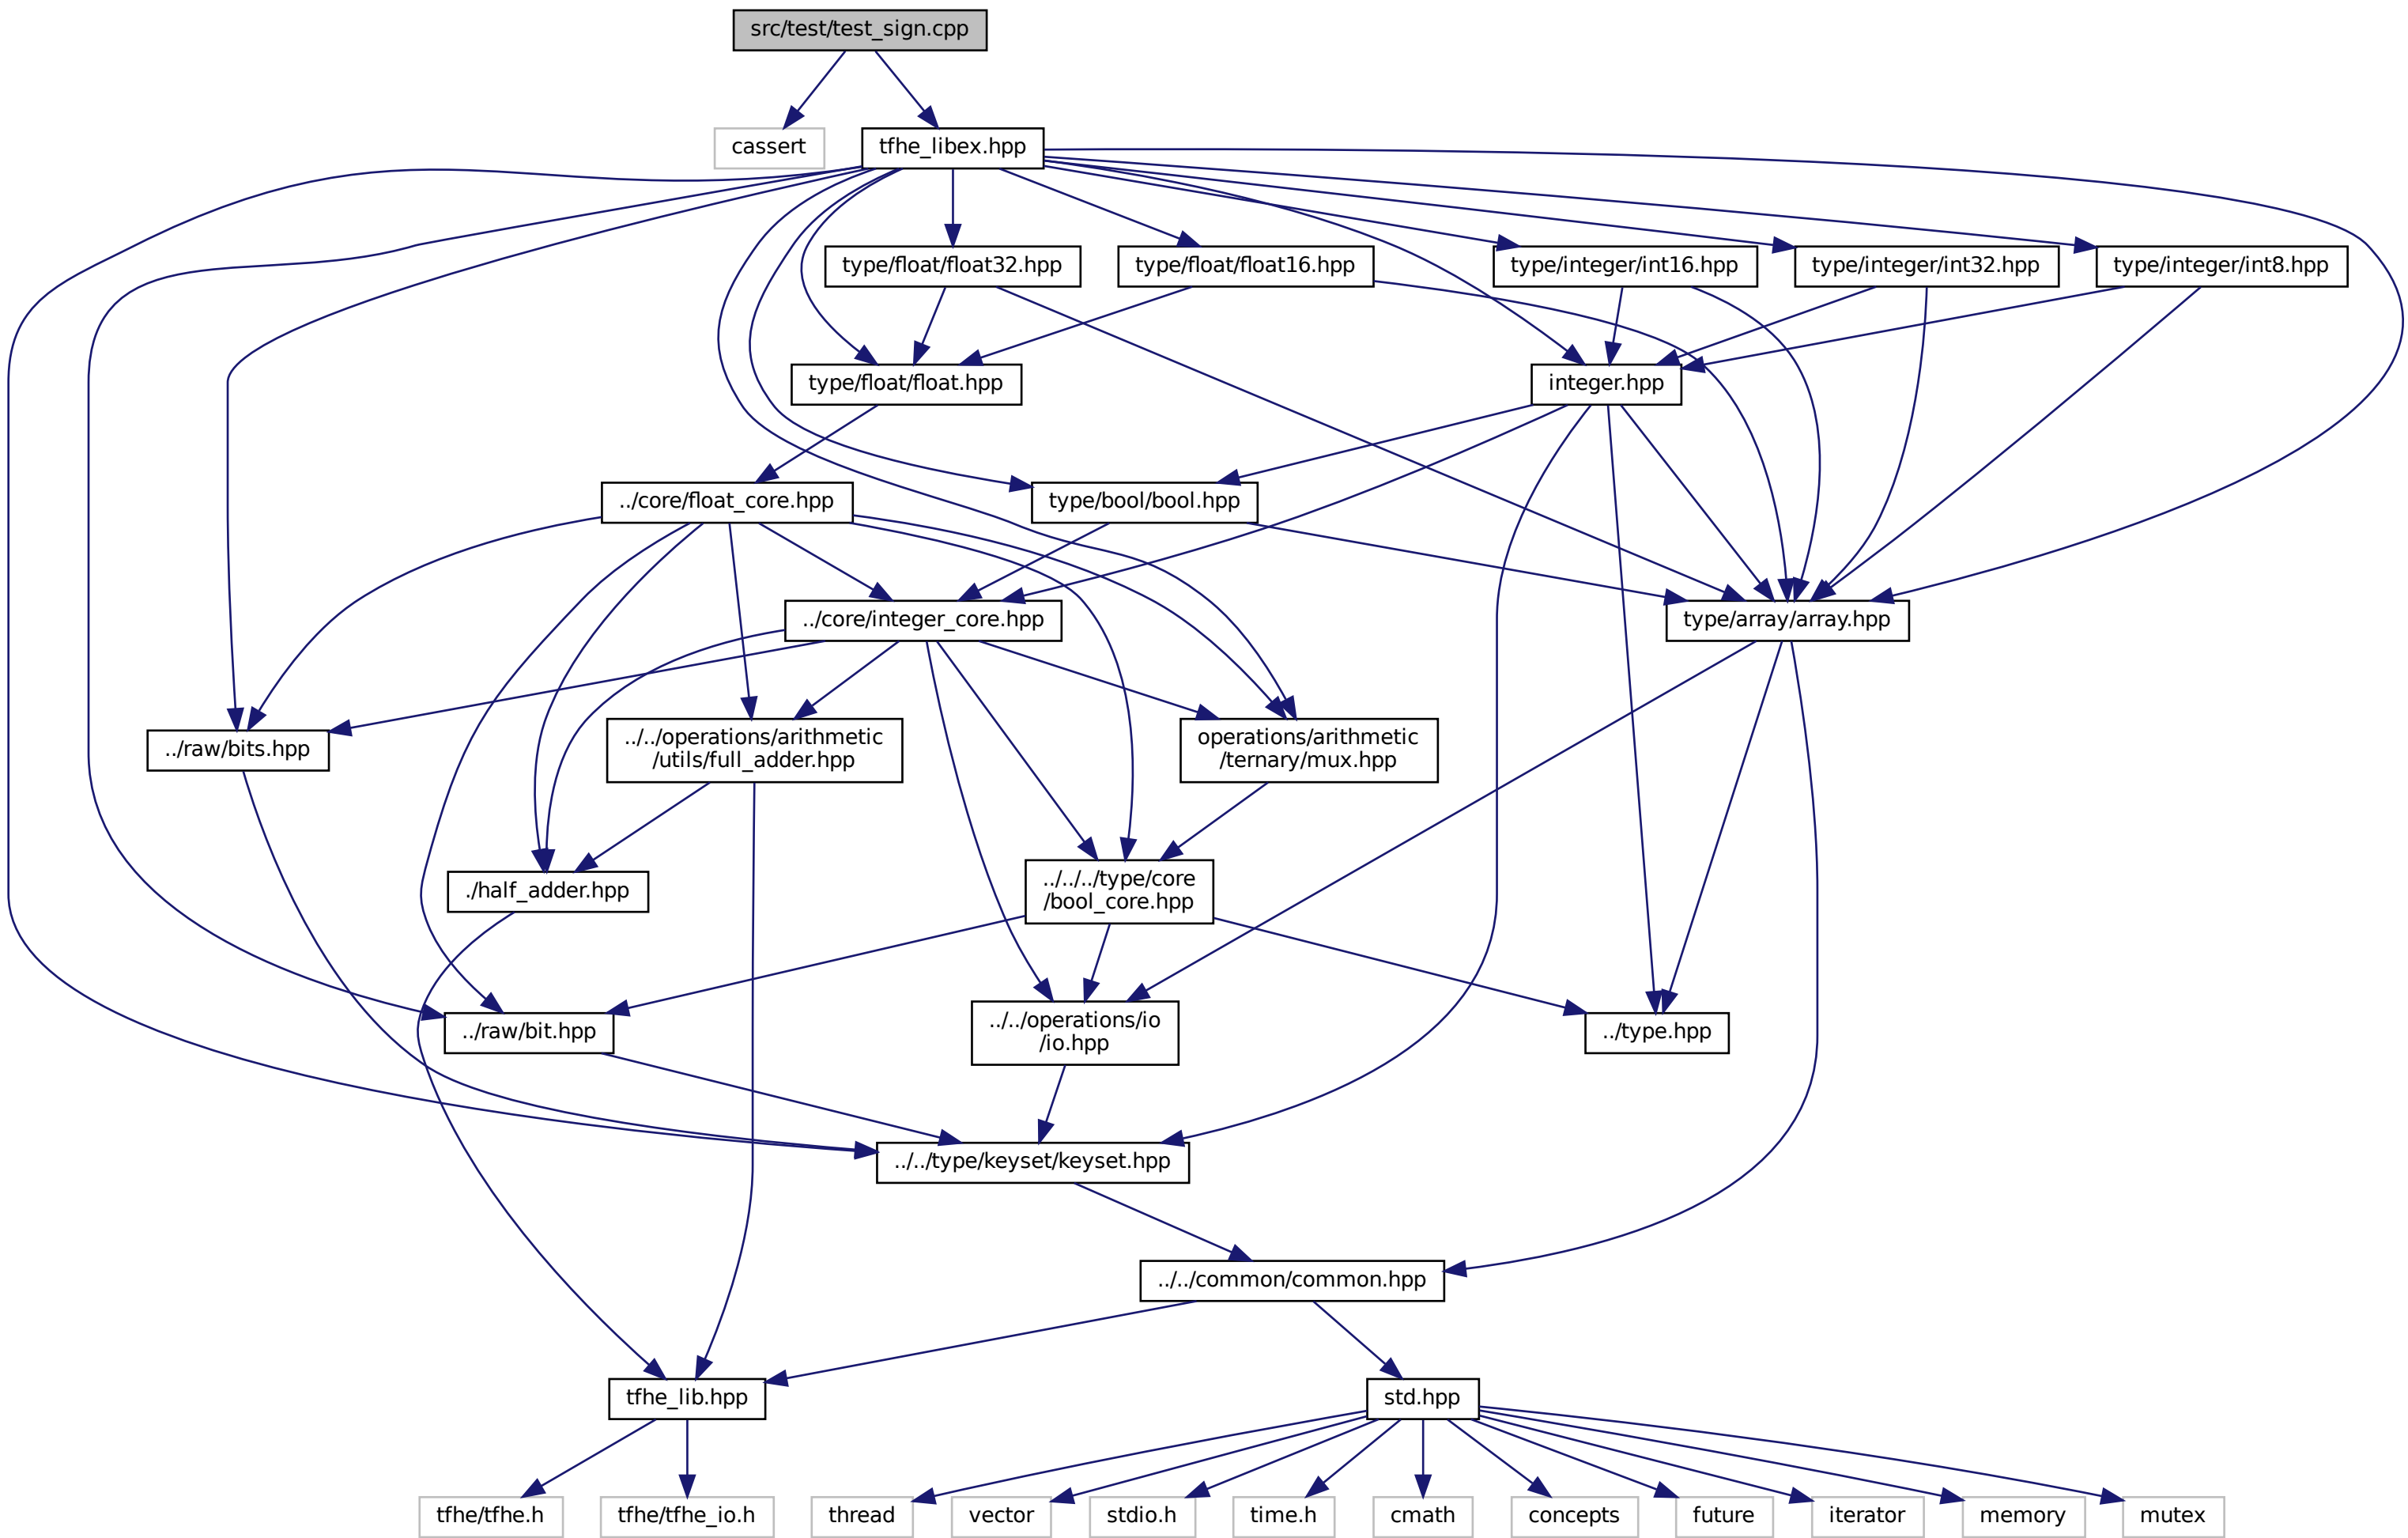 src/test/test_sign.cpp
cassert
tfhe_libex.hpp
type/float/float32.hpp
type/float/float16.hpp
type/integer/int16.hpp
type/integer/int32.hpp
type/integer/int8.hpp
type/float/float.hpp
integer.hpp
../core/float_core.hpp
type/bool/bool.hpp
../core/integer_core.hpp
type/array/array.hpp
../raw/bits.hpp
../../operations/arithmetic
/utils/full_adder.hpp
operations/arithmetic
/ternary/mux.hpp
./half_adder.hpp
../../../type/core
/bool_core.hpp
../raw/bit.hpp
../../operations/io
/io.hpp
../type.hpp
../../type/keyset/keyset.hpp
../../common/common.hpp
tfhe_lib.hpp
std.hpp
tfhe/tfhe.h
tfhe/tfhe_io.h
thread
vector
stdio.h
time.h
cmath
concepts
future
iterator
memory
mutex